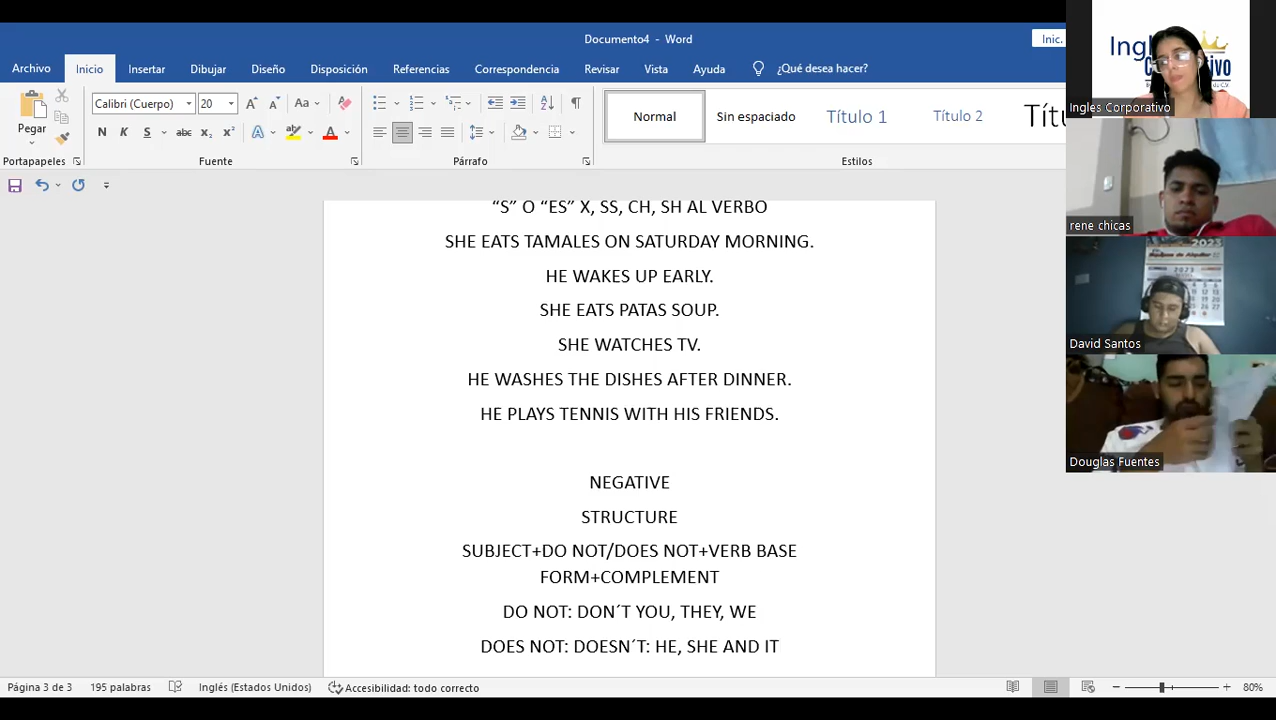 Documento4 - Word
Inic.
Archivo Inicio Insertar Dibujar Diseño Disposición Referencias Correspondencia Revisar Vista Ayuda ¿Qué desea hacer?
Calibri (Cuerpo) 20
Pegar
N K S abc
Normal Sin espaciado Título 1 Título 2
Portapapeles Fuente Párrafo Estilos
“S” O “ES” X, SS, CH, SH AL VERBO
SHE EATS TAMALES ON SATURDAY MORNING.
HE WAKES UP EARLY.
SHE EATS PATAS SOUP.
SHE WATCHES TV.
HE WASHES THE DISHES AFTER DINNER.
HE PLAYS TENNIS WITH HIS FRIENDS.
NEGATIVE
STRUCTURE
SUBJECT+DO NOT/DOES NOT+VERB BASE
FORM+COMPLEMENT
DO NOT: DON´T YOU, THEY, WE
DOES NOT: DOESN´T: HE, SHE AND IT
Página 3 de 3 195 palabras Inglés (Estados Unidos) Accesibilidad: todo correcto 80%
Ingles Corporativo
rene chicas
2023
2023
David Santos
Douglas Fuentes